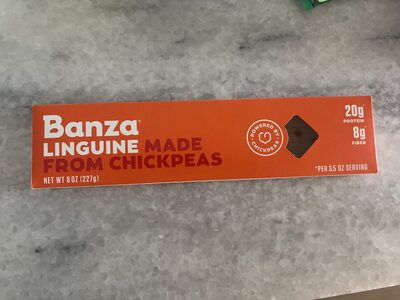 Banza
LINGUINE MADE
FROM CHICKPEAS
NET WT 8 OZ (227g)
POWERED BY CHICKPEAS
20g
PROTEIN
8g
FIBER
*PER 3.5 OZ SERVING